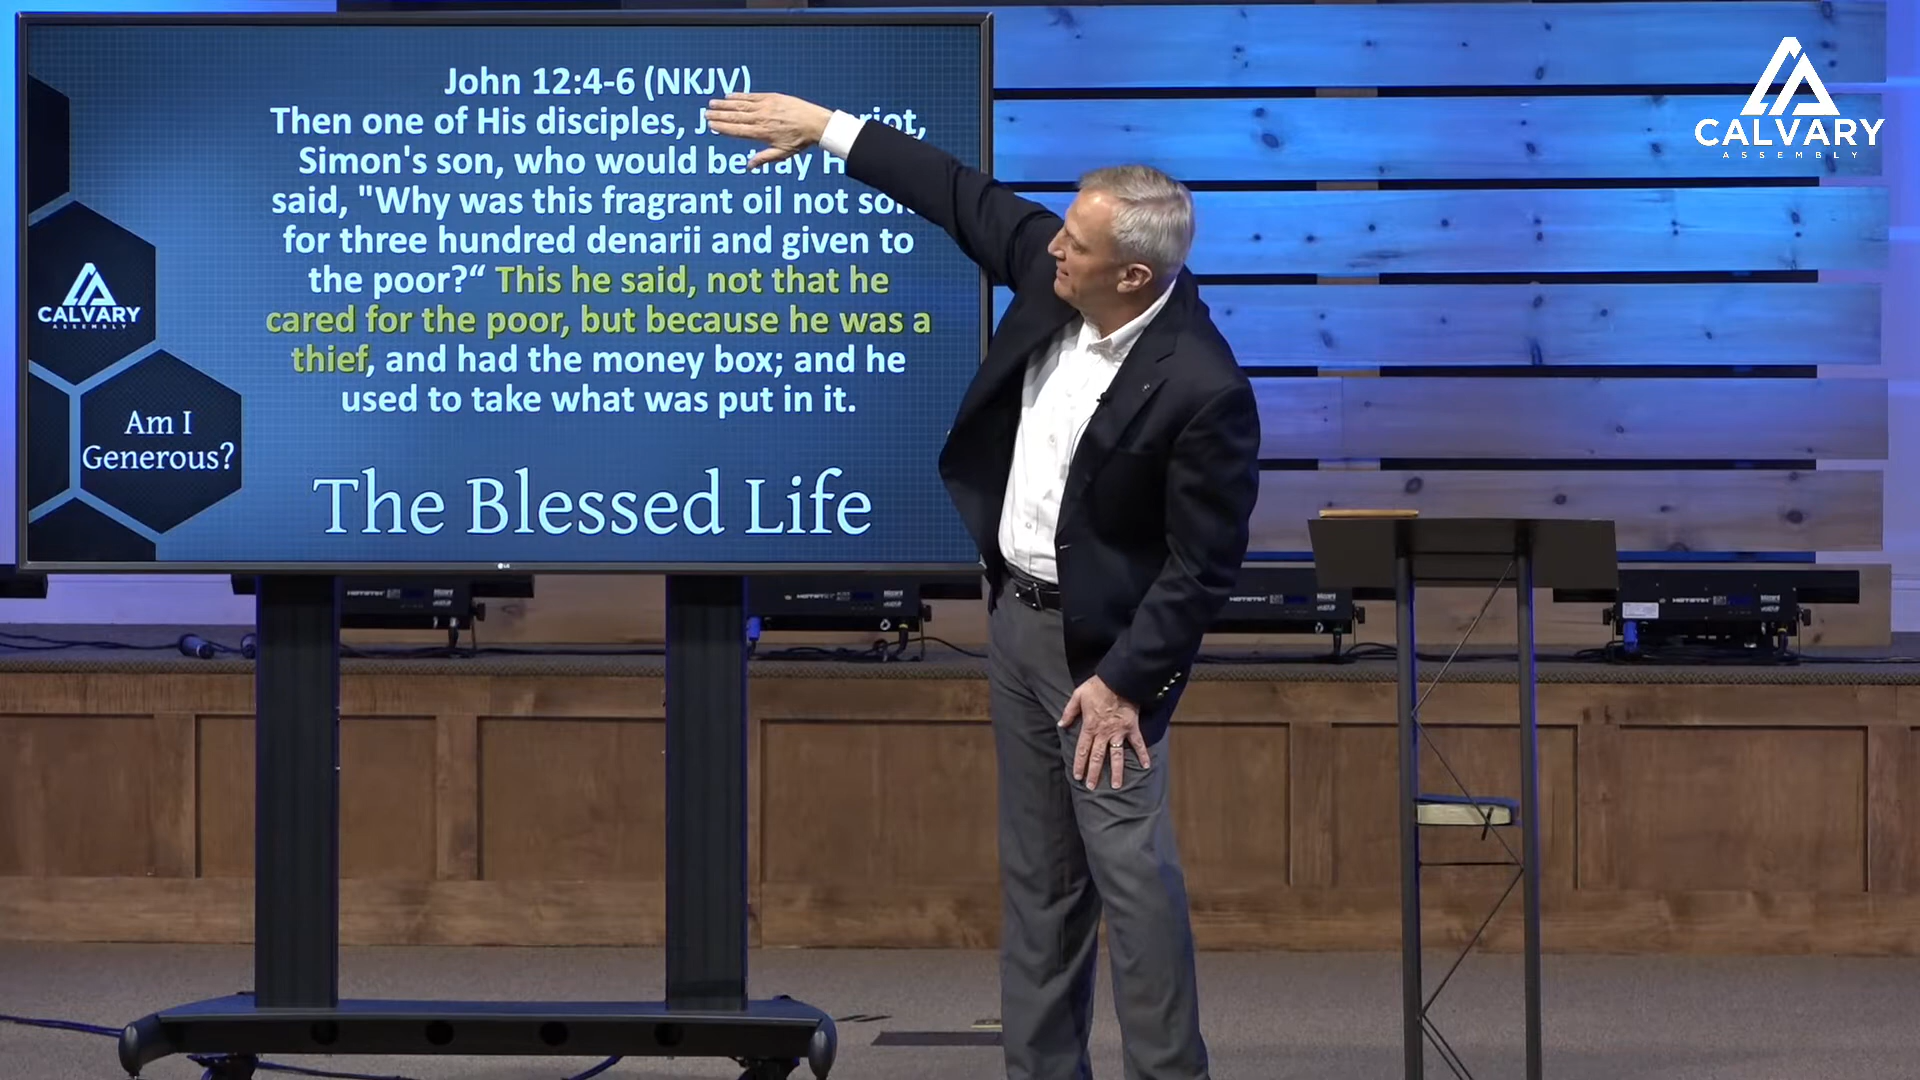 John 12:4-6 (NKJV)
Then one of His disciples,
Simon's son, who would betray
said, "Why was this fragrant oil not
for three hundred denarii and given to
the poor?“ This he said, not that he
cared for the poor, but because he was a
thief, and had the money box; and he
used to take what was put in it.
The Blessed Life
CALVARY
ASSEMBLY
Am I
Generous?
LG
CALVARY
ASSEMBLY